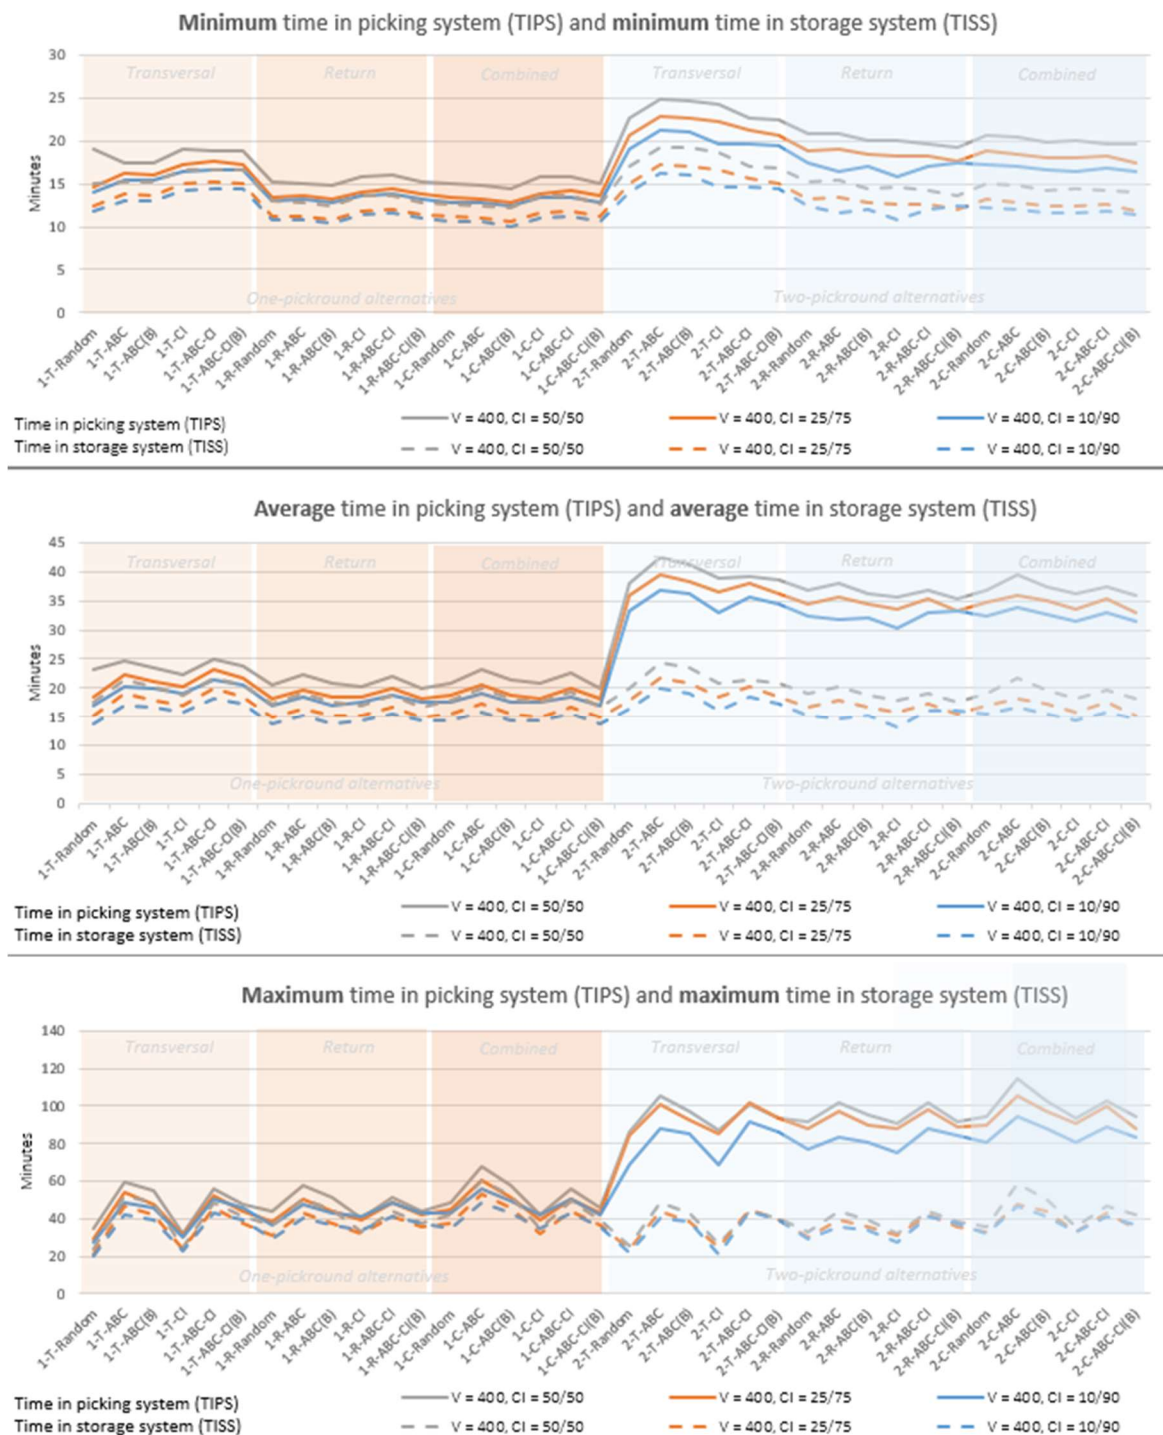 Minimum time in picking system (TIPS) and minimum time in storage system (TISS)
30
Transversal Return Combined Transversal Return Combined
25
20
15
10
5
0
Minutes
One-pickround alternatives Two-pickround alternatives
1-T-Random 1-T-ABC 1-T-ABC(B) 1-T-CI 1-T-ABC-CI 1-T-ABC-CI(B) 1-R-Random 1-R-ABC 1-R-ABC(B) 1-R-CI 1-R-ABC-CI 1-R-ABC-CI(B) 1-C-Random 1-C-ABC 1-C-ABC(B) 1-C-CI 1-C-ABC-CI 1-C-ABC-CI(B) 2-T-Random 2-T-ABC 2-T-ABC(B) 2-T-CI 2-T-ABC-CI 2-T-ABC-CI(B) 2-R-Random 2-R-ABC 2-R-ABC(B) 2-R-CI 2-R-ABC-CI 2-R-ABC-CI(B) 2-C-Random 2-C-ABC 2-C-ABC(B) 2-C-CI 2-C-ABC-CI 2-C-ABC-CI(B)
Time in picking system (TIPS) V = 400, CI = 50/50 V = 400, CI = 25/75 V = 400, CI = 10/90
Time in storage system (TISS) V = 400, CI = 50/50 V = 400, CI = 25/75 V = 400, CI = 10/90
Average time in picking system (TIPS) and average time in storage system (TISS)
45
Transversal Return Combined Transversal Return Combined
40
35
30
25
20
15
10
5
0
Minutes
One-pickround alternatives Two-pickround alternatives
1-T-Random 1-T-ABC 1-T-ABC(B) 1-T-CI 1-T-ABC-CI 1-T-ABC-CI(B) 1-R-Random 1-R-ABC 1-R-ABC(B) 1-R-CI 1-R-ABC-CI 1-R-ABC-CI(B) 1-C-Random 1-C-ABC 1-C-ABC(B) 1-C-CI 1-C-ABC-CI 1-C-ABC-CI(B) 2-T-Random 2-T-ABC 2-T-ABC(B) 2-T-CI 2-T-ABC-CI 2-T-ABC-CI(B) 2-R-Random 2-R-ABC 2-R-ABC(B) 2-R-CI 2-R-ABC-CI 2-R-ABC-CI(B) 2-C-Random 2-C-ABC 2-C-ABC(B) 2-C-CI 2-C-ABC-CI 2-C-ABC-CI(B)
Time in picking system (TIPS) V = 400, CI = 50/50 V = 400, CI = 25/75 V = 400, CI = 10/90
Time in storage system (TISS) V = 400, CI = 50/50 V = 400, CI = 25/75 V = 400, CI = 10/90
Maximum time in picking system (TIPS) and maximum time in storage system (TISS)
140
Transversal Return Combined Transversal Return Combined
120
100
80
60
40
20
0
Minutes
One-pickround alternatives Two-pickround alternatives
1-T-Random 1-T-ABC 1-T-ABC(B) 1-T-CI 1-T-ABC-CI 1-T-ABC-CI(B) 1-R-Random 1-R-ABC 1-R-ABC(B) 1-R-CI 1-R-ABC-CI 1-R-ABC-CI(B) 1-C-Random 1-C-ABC 1-C-ABC(B) 1-C-CI 1-C-ABC-CI 1-C-ABC-CI(B) 2-T-Random 2-T-ABC 2-T-ABC(B) 2-T-CI 2-T-ABC-CI 2-T-ABC-CI(B) 2-R-Random 2-R-ABC 2-R-ABC(B) 2-R-CI 2-R-ABC-CI 2-R-ABC-CI(B) 2-C-Random 2-C-ABC 2-C-ABC(B) 2-C-CI 2-C-ABC-CI 2-C-ABC-CI(B)
Time in picking system (TIPS) V = 400, CI = 50/50 V = 400, CI = 25/75 V = 400, CI = 10/90
Time in storage system (TISS) V = 400, CI = 50/50 V = 400, CI = 25/75 V = 400, CI = 10/90